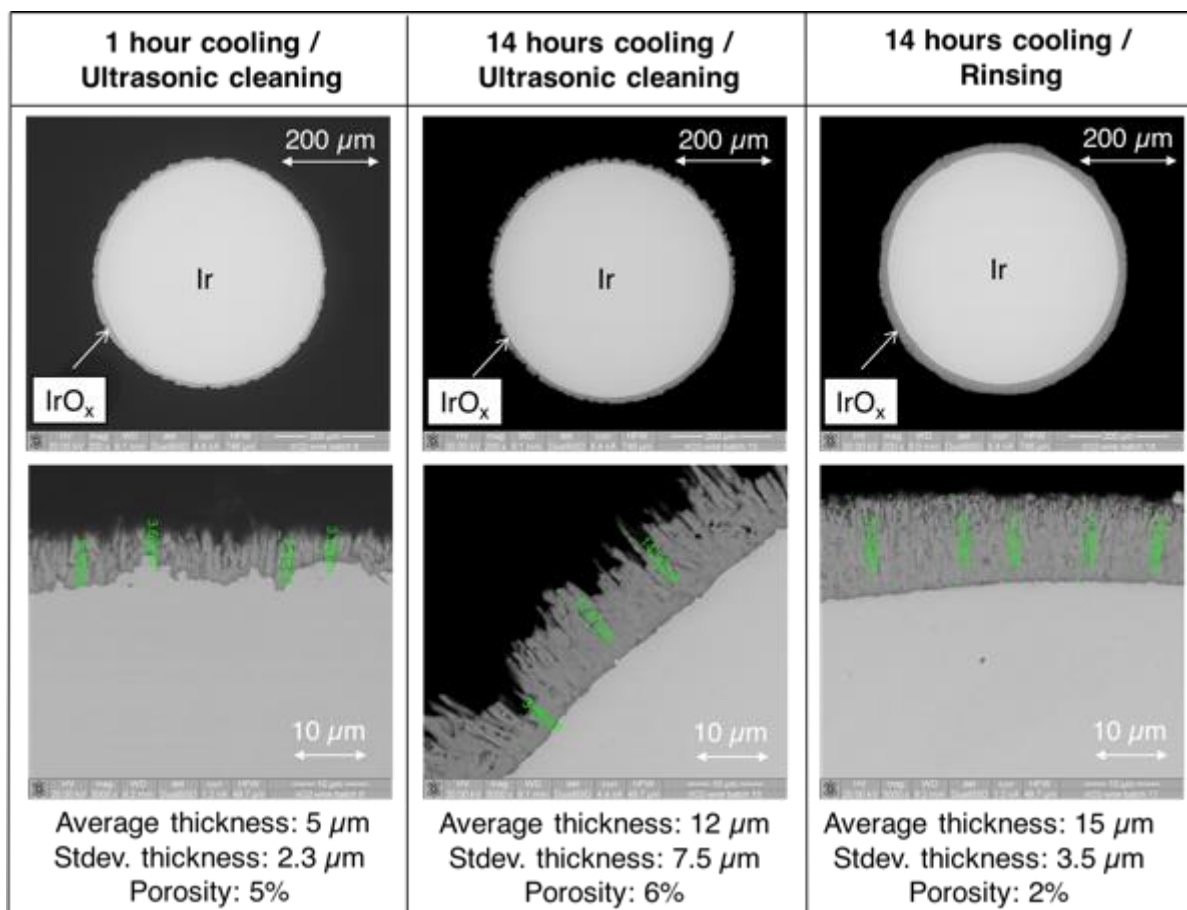 1 hour cooling /
Ultrasonic cleaning
14 hours cooling /
Ultrasonic cleaning
14 hours cooling /
Rinsing
200 µm
Ir
IrOx
200 µm
Ir
IrOx
200 µm
Ir
IrOx
10 µm
10 µm
10 µm
Average thickness: 5 µm
Stdev. thickness: 2.3 µm
Porosity: 5%
Average thickness: 12 µm
Stdev. thickness: 7.5 µm
Porosity: 6%
Average thickness: 15 µm
Stdev. thickness: 3.5 µm
Porosity: 2%